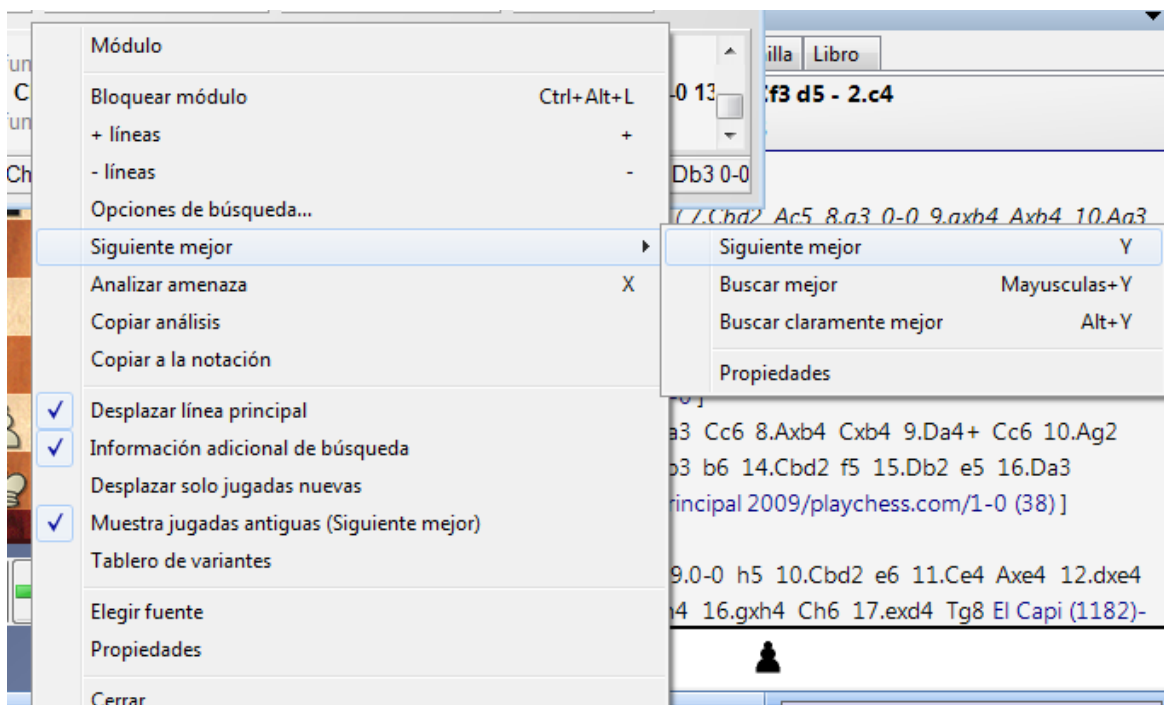 Módulo
Bloquear módulo Ctrl+Alt+L
+ líneas +
- líneas -
Opciones de búsqueda...
Siguiente mejor
Analizar amenaza X
Copiar análisis
Copiar a la notación
Desplazar línea principal
Información adicional de búsqueda
Desplazar solo jugadas nuevas
Muestra jugadas antiguas (Siguiente mejor)
Tablero de variantes
Elegir fuente
Propiedades
Cerrar
Siguiente mejor Y
Buscar mejor Mayusculas+Y
Buscar claramente mejor Alt+Y
Propiedades
Libro
f3 d5 - 2.c4
Db3 0-0
7.Cbd2 Ac5 8.a3 0-0 9.axb4 Axb4 10.Aa3
a3 Cc6 8.Axb4 Cxb4 9.Da4+ Cc6 10.Ag2
b3 b6 14.Cbd2 f5 15.Db2 e5 16.Da3
rincipal 2009/playchess.com/1-0 (38) ]
9.0-0 h5 10.Cbd2 e6 11.Ce4 Axe4 12.dxe4
16.gxh4 Ch6 17.exd4 Tg8 El Capi (1182)-